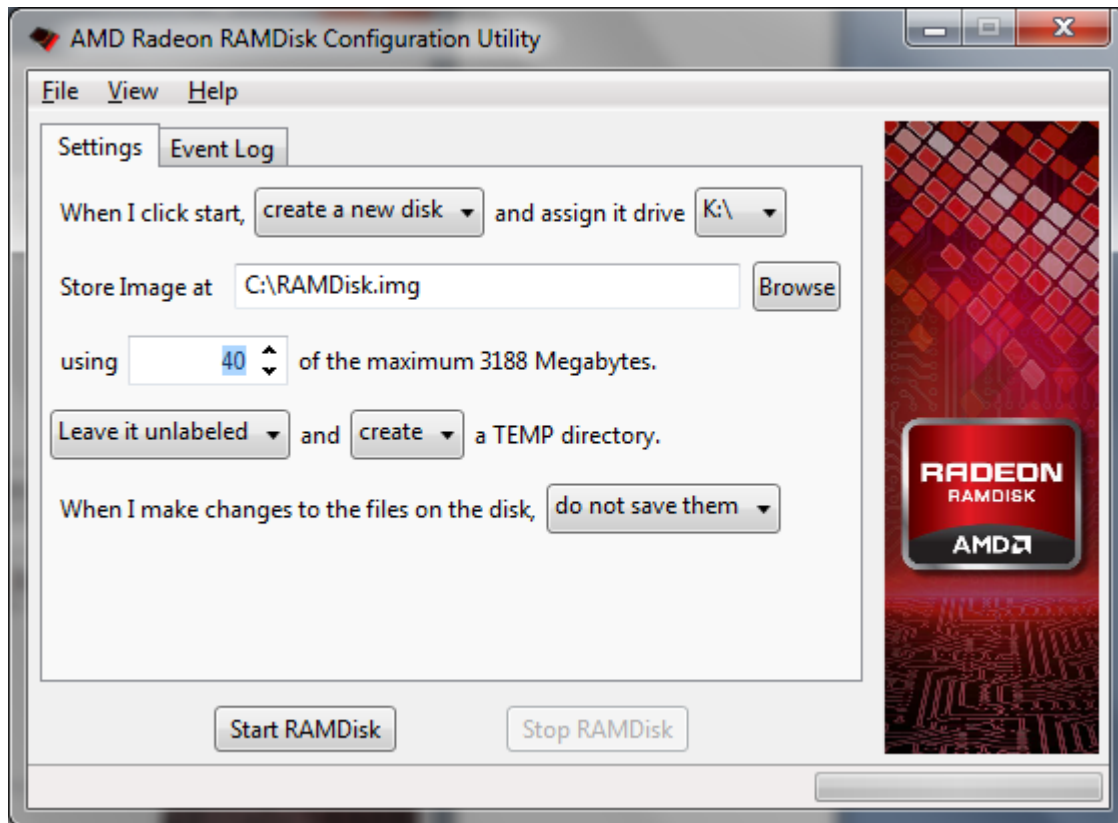 AMD Radeon RAMDisk Configuration Utility
File View Help
Settings Event Log
When I click start, create a new disk and assign it drive K:\
Store Image at C:\RAMDisk.img Browse
using 40 of the maximum 3188 Megabytes.
Leave it unlabeled and create a TEMP directory.
When I make changes to the files on the disk, do not save them
RADEON
RAMDISK
AMD
Start RAMDisk Stop RAMDisk